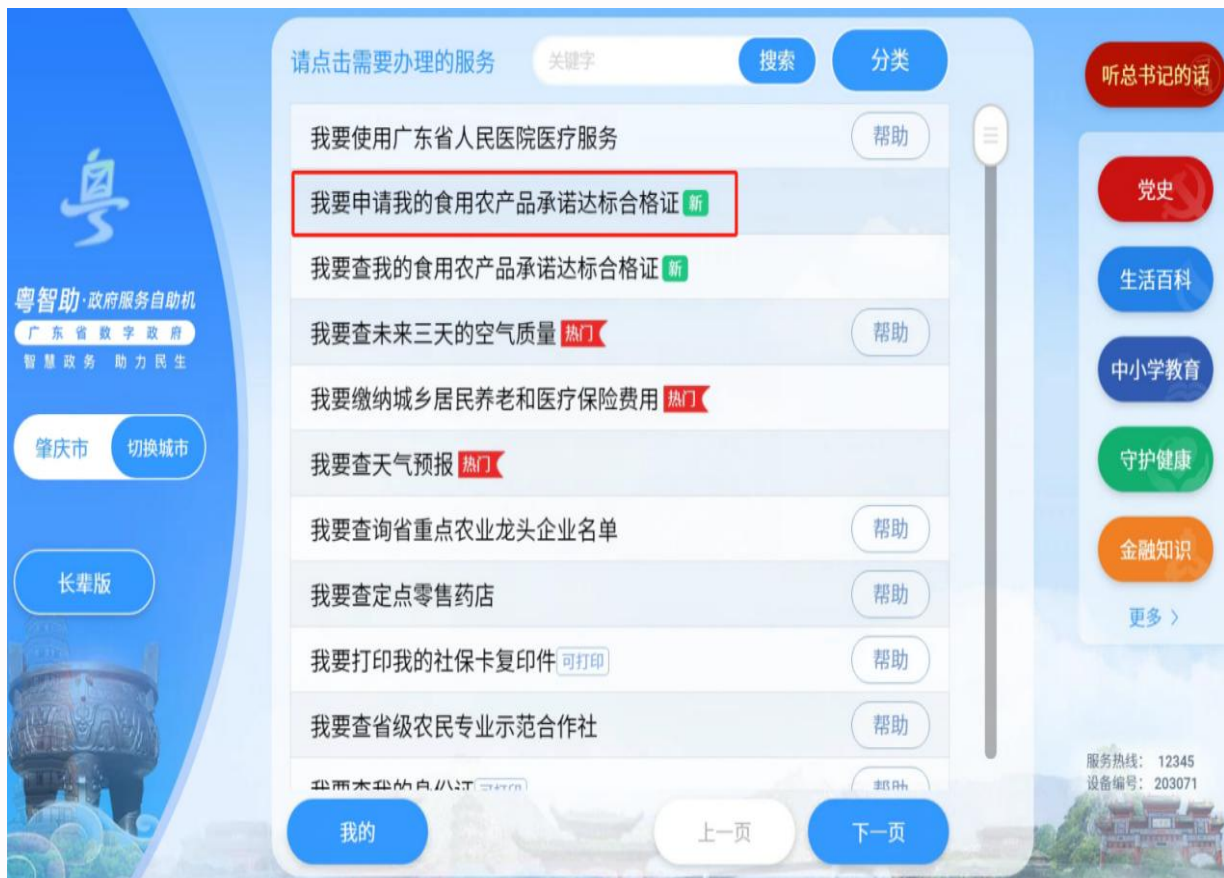 请点击需要办理的服务
关键字
搜索
分类
听总书记的话
我要使用广东省人民医院医疗服务
帮助
我要申请我的食用农产品承诺达标合格证 新
我要查我的食用农产品承诺达标合格证 新
我要查未来三天的空气质量 热门
帮助
我要缴纳城乡居民养老和医疗保险费用 热门
我要查天气预报 热门
我要查询省重点农业龙头企业名单
帮助
我要查定点零售药店
帮助
我要打印我的社保卡复印件 可打印
帮助
我要查省级农民专业示范合作社
帮助
我要查我的身份证 可打印
帮助
我的
上一页
下一页
粤
粤智助·政府服务自助机
广东省数字政府
智慧政务 助力民生
肇庆市
切换城市
长辈版
党史
生活百科
中小学教育
守护健康
金融知识
更多 〉
服务热线: 12345
设备编号: 203071